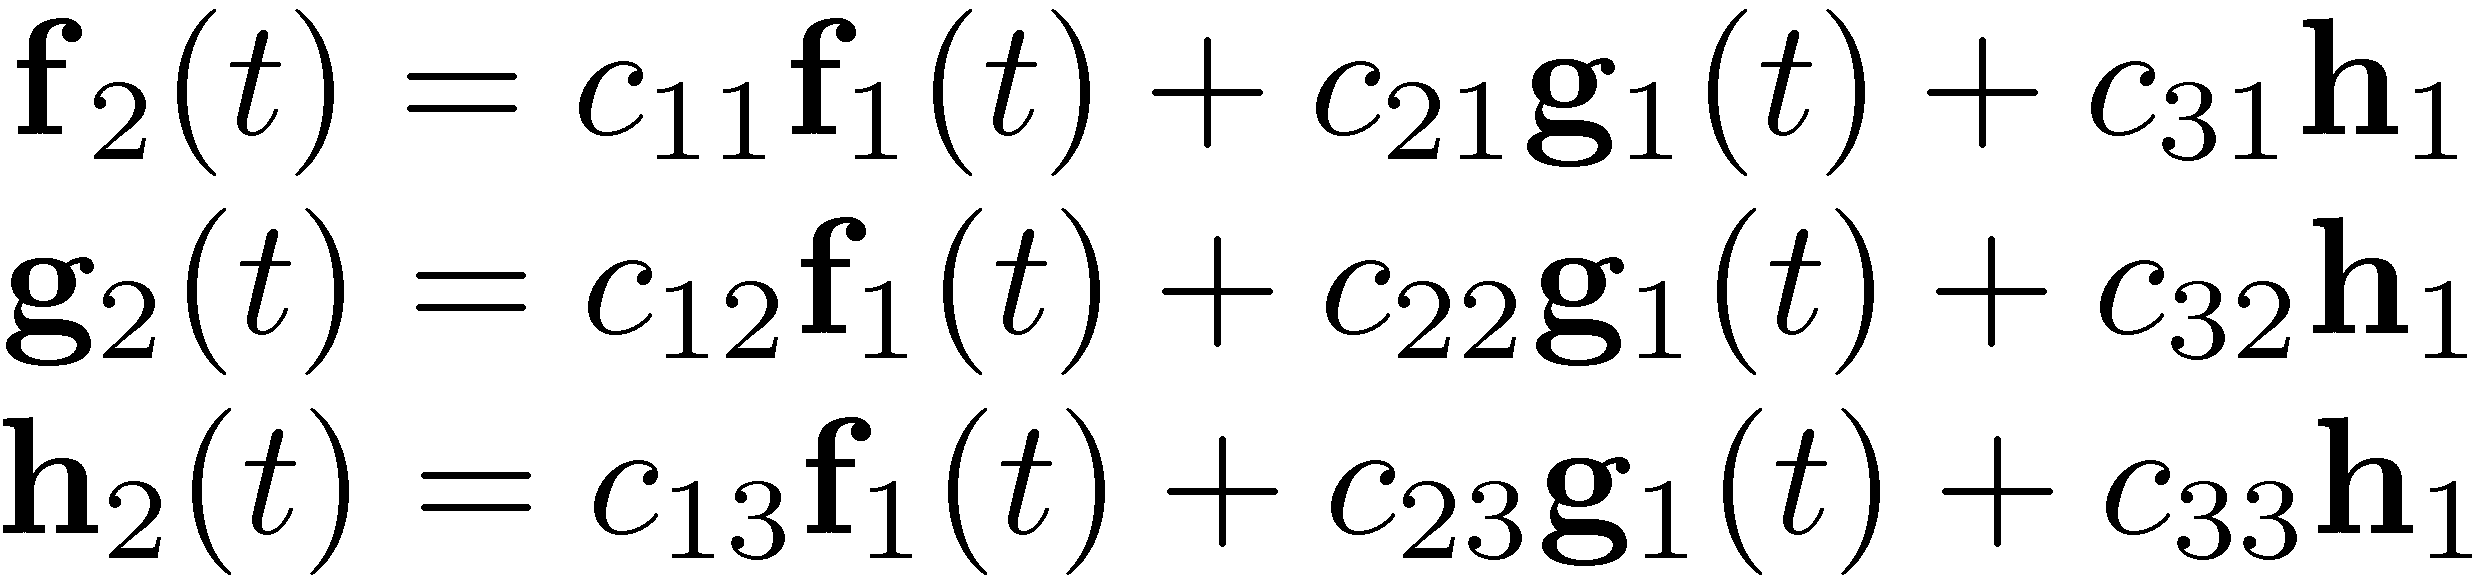 f₂(t) = c₁₁f₁(t) + c₂₁g₁(t) + c₃₁h₁
g₂(t) = c₁₂f₁(t) + c₂₂g₁(t) + c₃₂h₁
h₂(t) = c₁₃f₁(t) + c₂₃g₁(t) + c₃₃h₁